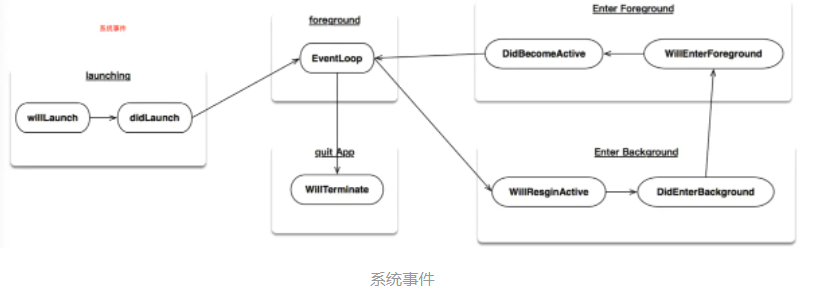 系统事件
launching
willLaunch
didLaunch
foreground
EventLoop
quit App
WillTerminate
Enter Foreground
DidBecomeActive
WillEnterForeground
Enter Background
WillResginActive
DidEnterBackground
系统事件